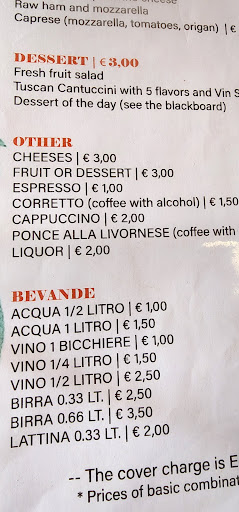 Raw ham and mozzarella
Caprese (mozzarella, tomatoes, origan) | €
DESSERT | € 3,00
Fresh fruit salad
Tuscan Cantuccini with 5 flavors and Vin S
Dessert of the day (see the blackboard)
OTHER
CHEESES | € 3,00
FRUIT OR DESSERT | € 3,00
ESPRESSO | € 1,00
CORRETTO (coffee with alcohol) | € 1,50
CAPPUCCINO | € 2,00
PONCE ALLA LIVORNESE (coffee with
LIQUOR | € 2,00
BEVANDE
ACQUA 1/2 LITRO | € 1,00
ACQUA 1 LITRO | € 1,50
VINO 1 BICCHIERE | € 1,00
VINO 1/4 LITRO | € 1,50
VINO 1/2 LITRO | € 2,50
BIRRA 0.33 LT. | € 2,50
BIRRA 0.66 LT. | € 3,50
LATTINA 0.33 LT. | € 2,00
-- The cover charge is E
* Prices of basic combinat